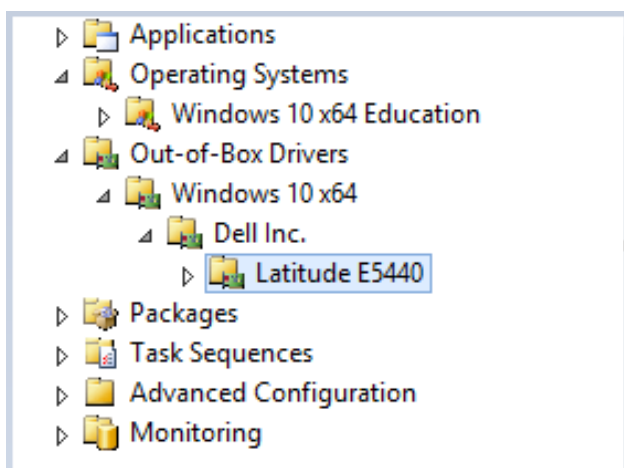 Applications
Operating Systems
Windows 10 x64 Education
Out-of-Box Drivers
Windows 10 x64
Dell Inc.
Latitude E5440
Packages
Task Sequences
Advanced Configuration
Monitoring